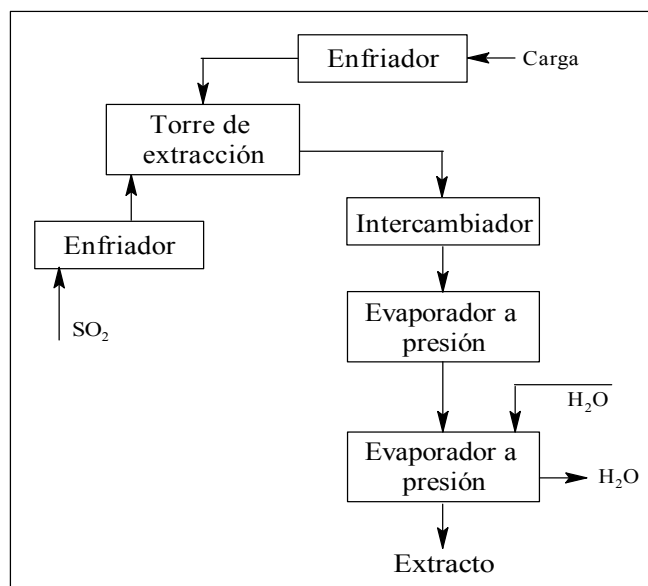 Enfriador
Carga
Torre de
extracción
Intercambiador
Enfriador
SO₂
Evaporador a
presión
H₂O
Evaporador a
presión
H₂O
Extracto